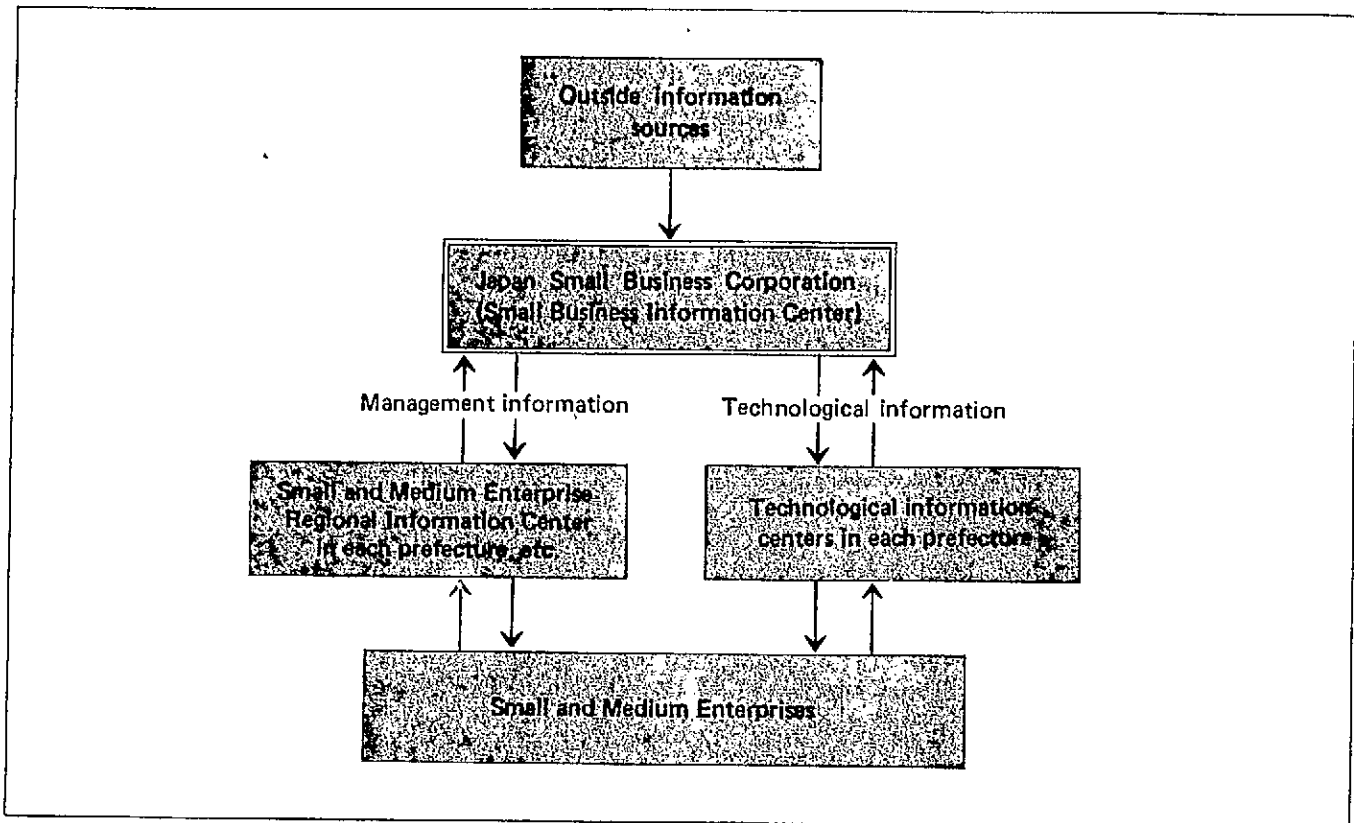 Outside information
sources
Japan Small Business Corporation
(Small Business Information Center)
Management information
Technological information
Small and Medium Enterprise
Regional Information Center
in each prefecture, etc.
Technological information
centers in each prefecture
Small and Medium Enterprises